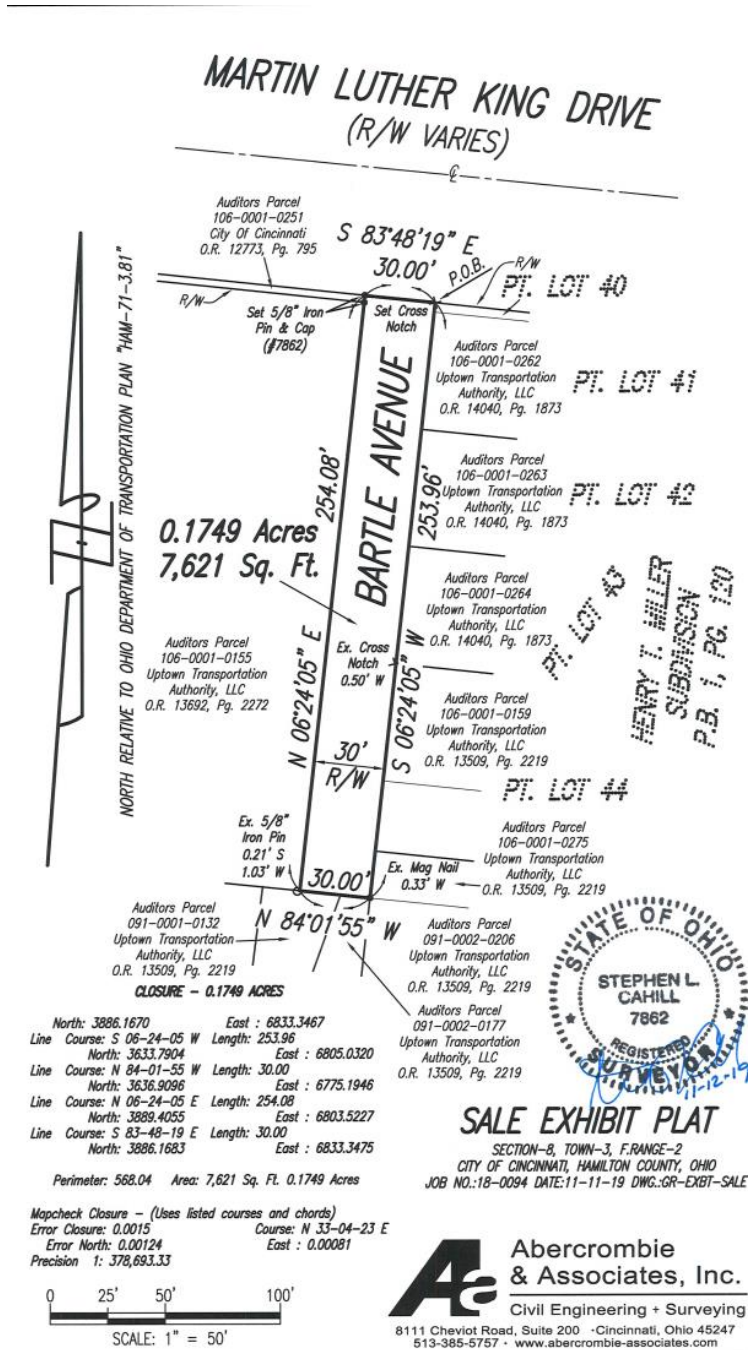 MARTIN LUTHER KING DRIVE
(R/W VARIES)
℄
Auditors Parcel
106-0001-0251
City Of Cincinnati
O.R. 12773, Pg. 795
S 83°48'19" E
30.00'
P.O.B.
R/W
PT. LOT 40
R/W
Set 5/8" Iron
Pin & Cap
(#7862)
Set Cross
Notch
NORTH RELATIVE TO OHIO DEPARTMENT OF TRANSPORTATION PLAN "HAM-71-3.81"
Auditors Parcel
106-0001-0262
Uptown Transportation
Authority, LLC
O.R. 14040, Pg. 1873
PT. LOT 41
BARTLE AVENUE
254.08'
253.96'
Auditors Parcel
106-0001-0263
Uptown Transportation
Authority, LLC
O.R. 14040, Pg. 1873
PT. LOT 42
0.1749 Acres
7,621 Sq. Ft.
Auditors Parcel
106-0001-0264
Uptown Transportation
Authority, LLC
O.R. 14040, Pg. 1873
PT. LOT 43
HENRY T. MILLER
SUBDIVISION
P.B. 1, PG. 120
Auditors Parcel
106-0001-0155
Uptown Transportation
Authority, LLC
O.R. 13692, Pg. 2272
Ex. Cross
Notch
0.50' W
N 06°24'05" E
S 06°24'05" W
Auditors Parcel
106-0001-0159
Uptown Transportation
Authority, LLC
O.R. 13509, Pg. 2219
30'
R/W
PT. LOT 44
Ex. 5/8"
Iron Pin
0.21' S
1.03' W
30.00'
Ex. Mag Nail
0.33' W
Auditors Parcel
106-0001-0275
Uptown Transportation
Authority, LLC
O.R. 13509, Pg. 2219
N 84°01'55" W
Auditors Parcel
091-0001-0132
Uptown Transportation
Authority, LLC
O.R. 13509, Pg. 2219
Auditors Parcel
091-0002-0206
Uptown Transportation
Authority, LLC
O.R. 13509, Pg. 2219
Auditors Parcel
091-0002-0177
Uptown Transportation
Authority, LLC
O.R. 13509, Pg. 2219
STATE OF OHIO
STEPHEN L.
CAHILL
7862
REGISTERED
SURVEYOR
11-12-19
CLOSURE - 0.1749 ACRES
North: 3886.1670 East : 6833.3467
Line Course: S 06-24-05 W Length: 253.96
North: 3633.7904 East : 6805.0320
Line Course: N 84-01-55 W Length: 30.00
North: 3636.9096 East : 6775.1946
Line Course: N 06-24-05 E Length: 254.08
North: 3889.4055 East : 6803.5227
Line Course: S 83-48-19 E Length: 30.00
North: 3886.1683 East : 6833.3475
Perimeter: 568.04 Area: 7,621 Sq. Ft. 0.1749 Acres
Mapcheck Closure - (Uses listed courses and chords)
Error Closure: 0.0015 Course: N 33-04-23 E
Error North: 0.00124 East : 0.00081
Precision 1: 378,693.33
SALE EXHIBIT PLAT
SECTION-8, TOWN-3, F.RANGE-2
CITY OF CINCINNATI, HAMILTON COUNTY, OHIO
JOB NO.:18-0094 DATE:11-11-19 DWG.:GR-EXBT-SALE
0 25' 50' 100'
SCALE: 1" = 50'
Aa
Abercrombie
& Associates, Inc.
Civil Engineering + Surveying
8111 Cheviot Road, Suite 200 · Cincinnati, Ohio 45247
513-385-5757 · www.abercrombie-associates.com